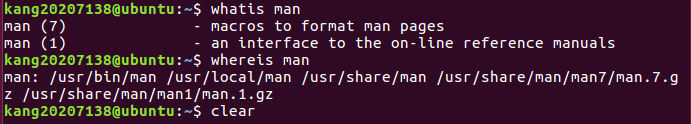 kang20207138@ubuntu:~$ whatis man
man (7)              - macros to format man pages
man (1)              - an interface to the on-line reference manuals
kang20207138@ubuntu:~$ whereis man
man: /usr/bin/man /usr/local/man /usr/share/man /usr/share/man/man7/man.7.g
z /usr/share/man/man1/man.1.gz
kang20207138@ubuntu:~$ clear